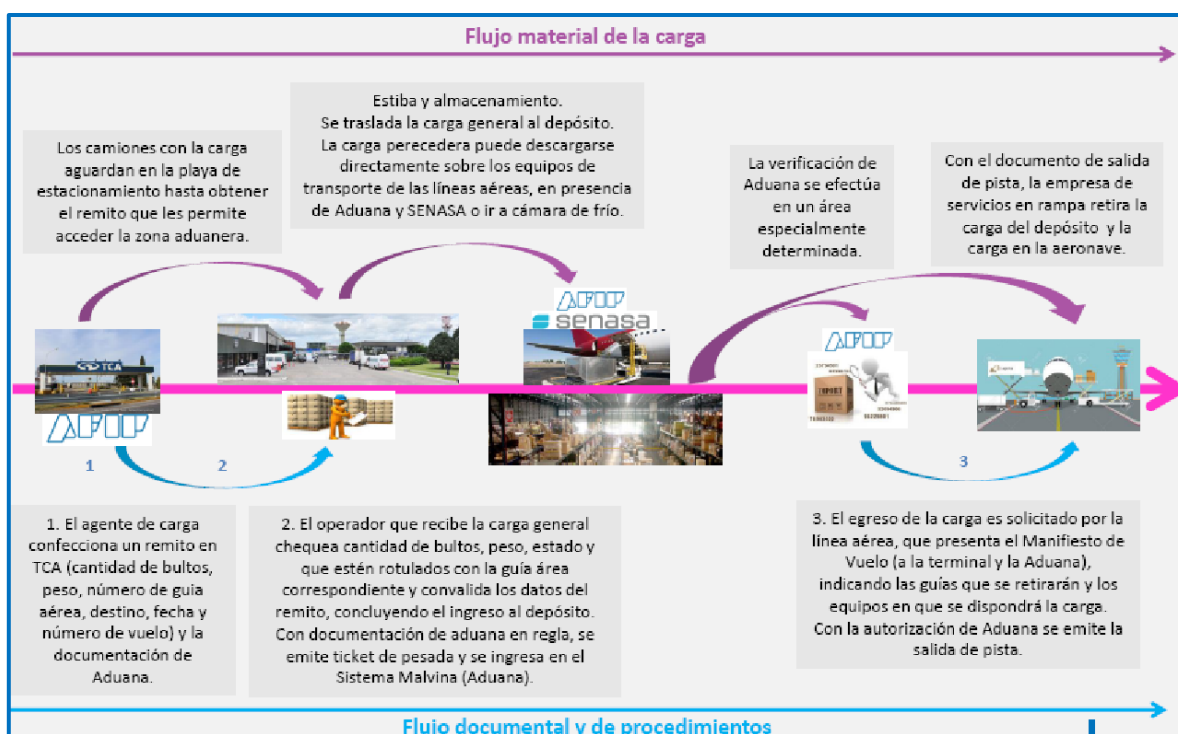 Flujo material de la carga
Los camiones con la carga
aguardan en la playa de
estacionamiento hasta obtener
el remito que les permite
acceder la zona aduanera.
Estiba y almacenamiento.
Se traslada la carga general al depósito.
La carga perecedera puede descargarse
directamente sobre los equipos de
transporte de las líneas aéreas, en presencia
de Aduana y SENASA o ir a cámara de frío.
La verificación de
Aduana se efectúa
en un área
especialmente
determinada.
Con el documento de salida
de pista, la empresa de
servicios en rampa retira la
carga del depósito y la
carga en la aeronave.
TCA
AFIP
AFIP
senasa
AFIP
1
2
3
1. El agente de carga
confecciona un remito en
TCA (cantidad de bultos,
peso, número de guia
aérea, destino, fecha y
número de vuelo) y la
documentación de
Aduana.
2. El operador que recibe la carga general
chequea cantidad de bultos, peso, estado y
que estén rotulados con la guía área
correspondiente y convalida los datos del
remito, concluyendo el ingreso al depósito.
Con documentación de aduana en regla, se
emite ticket de pesada y se ingresa en el
Sistema Malvina (Aduana).
3. El egreso de la carga es solicitado por la
línea aérea, que presenta el Manifiesto de
Vuelo (a la terminal y la Aduana),
indicando las guías que se retirarán y los
equipos en que se dispondrá la carga.
Con la autorización de Aduana se emite la
salida de pista.
Flujo documental y de procedimientos